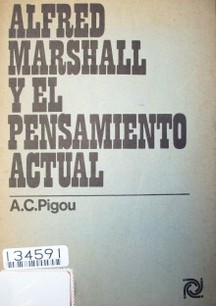 ALFRED
MARSHALL
Y EL
PENSAMIENTO
ACTUAL
A.C.Pigou
134591